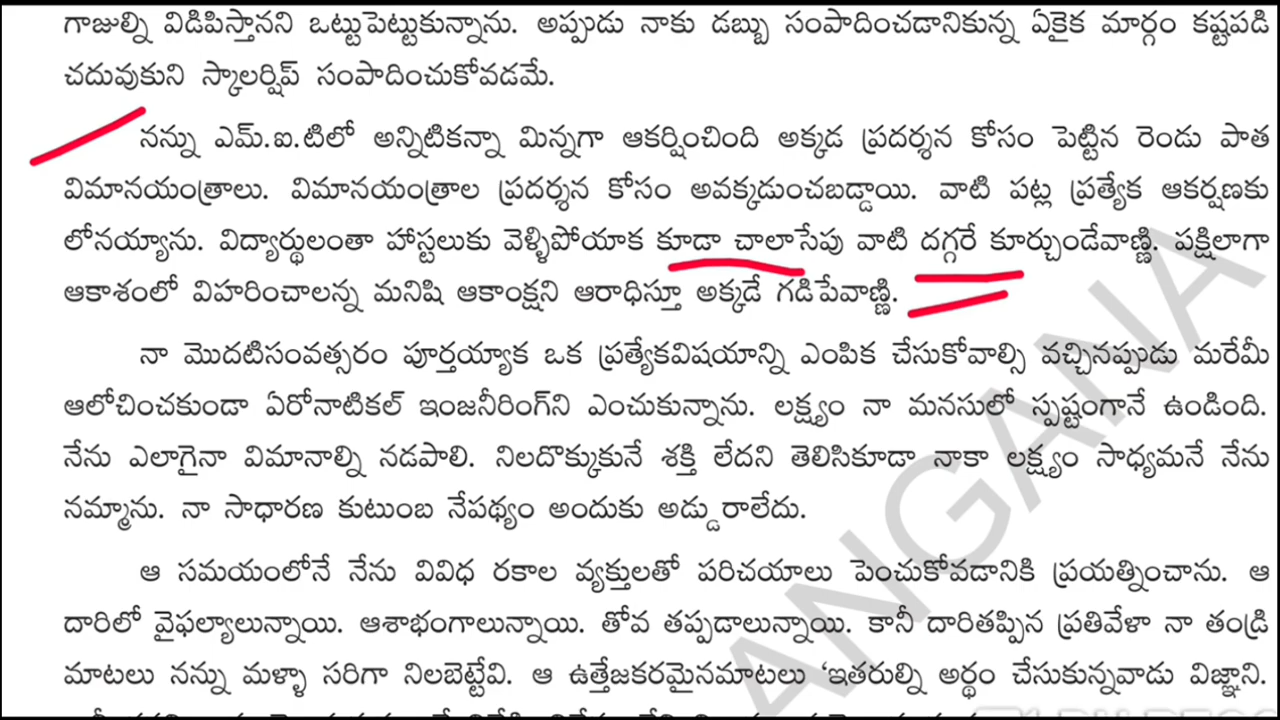 గాజుల్ని విడిపిస్తానని ఒట్టుపెట్టుకున్నాను. అప్పుడు నాకు డబ్బు సంపాదించడానికున్న ఏకైక మార్గం కష్టపడి
చదువుకుని స్కాలర్షిప్ సంపాదించుకోవడమే.
నన్ను ఎమ్.ఐ.టిలో అన్నిటికన్నా మిన్నగా ఆకర్షించింది అక్కడ ప్రదర్శన కోసం పెట్టిన రెండు పాత
విమానయంత్రాలు. విమానయంత్రాల ప్రదర్శన కోసం అవక్కడుంచబడ్డాయి. వాటి పట్ల ప్రత్యేక ఆకర్షణకు
లోనయ్యాను. విద్యార్థులంతా హాస్టలుకు వెళ్ళిపోయాక కూడా చాలాసేపు వాటి దగ్గరే కూర్చుండేవాణ్ణి. పక్షిలాగా
ఆకాశంలో విహరించాలన్న మనిషి ఆకాంక్షని ఆరాధిస్తూ అక్కడే గడిపేవాణ్ణి.
నా మొదటిసంవత్సరం పూర్తయ్యాక ఒక ప్రత్యేకవిషయాన్ని ఎంపిక చేసుకోవాల్సి వచ్చినప్పుడు మరేమీ
ఆలోచించకుండా ఏరోనాటికల్ ఇంజనీరింగ్‌ని ఎంచుకున్నాను. లక్ష్యం నా మనసులో స్పష్టంగానే ఉండింది.
నేను ఎలాగైనా విమానాల్ని నడపాలి. నిలదొక్కుకునే శక్తి లేదని తెలిసికూడా నాకా లక్ష్యం సాధ్యమనే నేను
నమ్మాను. నా సాధారణ కుటుంబ నేపథ్యం అందుకు అడ్డురాలేదు.
ఆ సమయంలోనే నేను వివిధ రకాల వ్యక్తులతో పరిచయాలు పెంచుకోవడానికి ప్రయత్నించాను. ఆ
దారిలో వైఫల్యాలున్నాయి. ఆశాభంగాలున్నాయి. తోవ తప్పడాలున్నాయి. కానీ దారితప్పిన ప్రతివేళా నా తండ్రి
మాటలు నన్ను మళ్ళా సరిగా నిలబెట్టేవి. ఆ ఉత్తేజకరమైనమాటలు ‘ఇతరుల్ని అర్థం చేసుకున్నవాడు విజ్ఞాని.
ANGANA